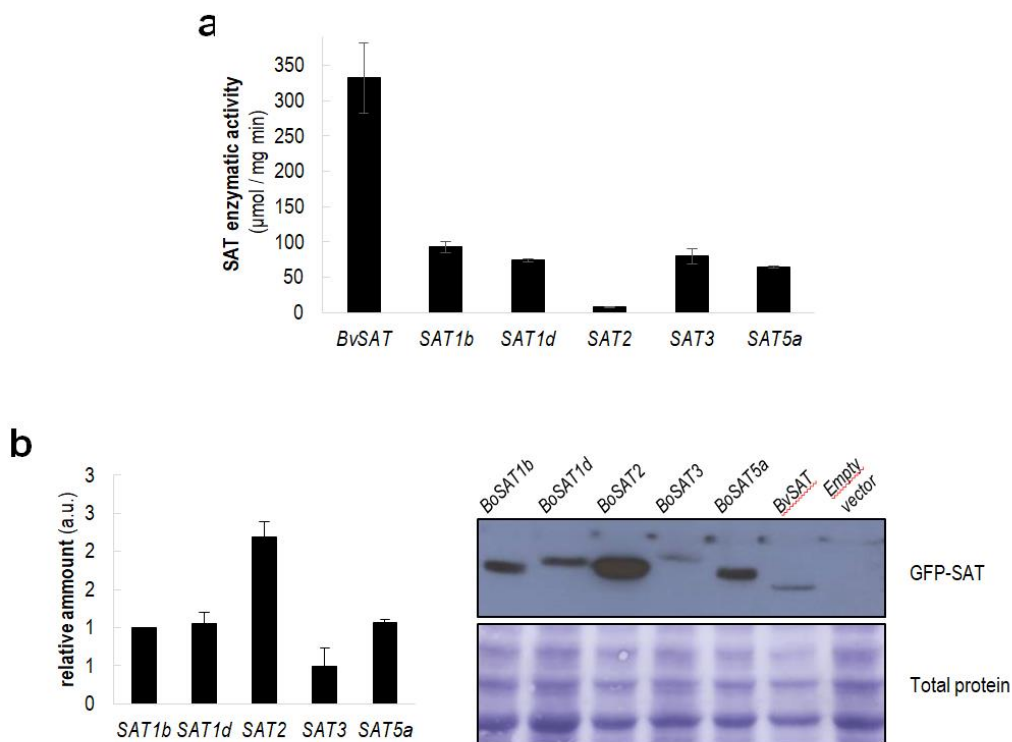 a
SAT enzymatic activity
(µmol / mg min)
350
300
250
200
150
100
50
0
BvSAT SAT1b SAT1d SAT2 SAT3 SAT5a
b
relative ammount (a.u.)
3
3
2
2
1
1
0
SAT1b SAT1d SAT2 SAT3 SAT5a
BoSAT1b
BoSAT1d
BoSAT2
BoSAT3
BoSAT5a
BvSAT
Empty
vector
GFP-SAT
Total protein